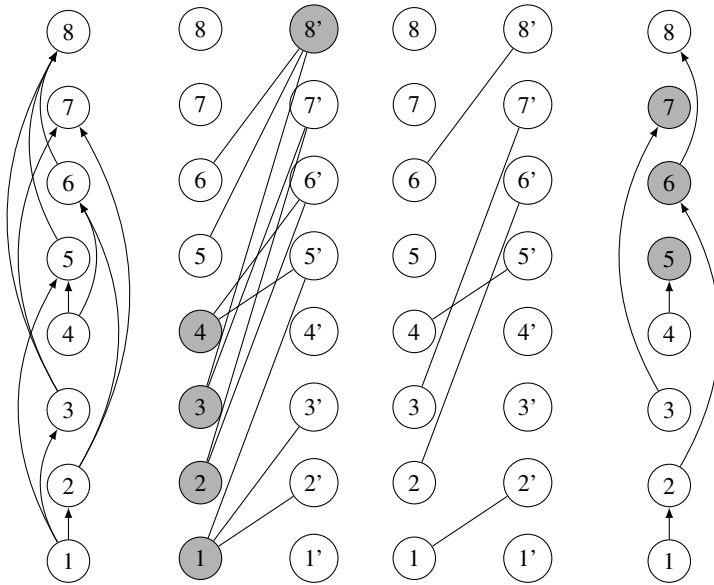 8 8 8' 8 8' 8
7 7 7' 7 7' 7
6 6 6' 6 6' 6
5 5 5' 5 5' 5
4 4 4' 4 4' 4
3 3 3' 3 3' 3
2 2 2' 2 2' 2
1 1 1' 1 1' 1